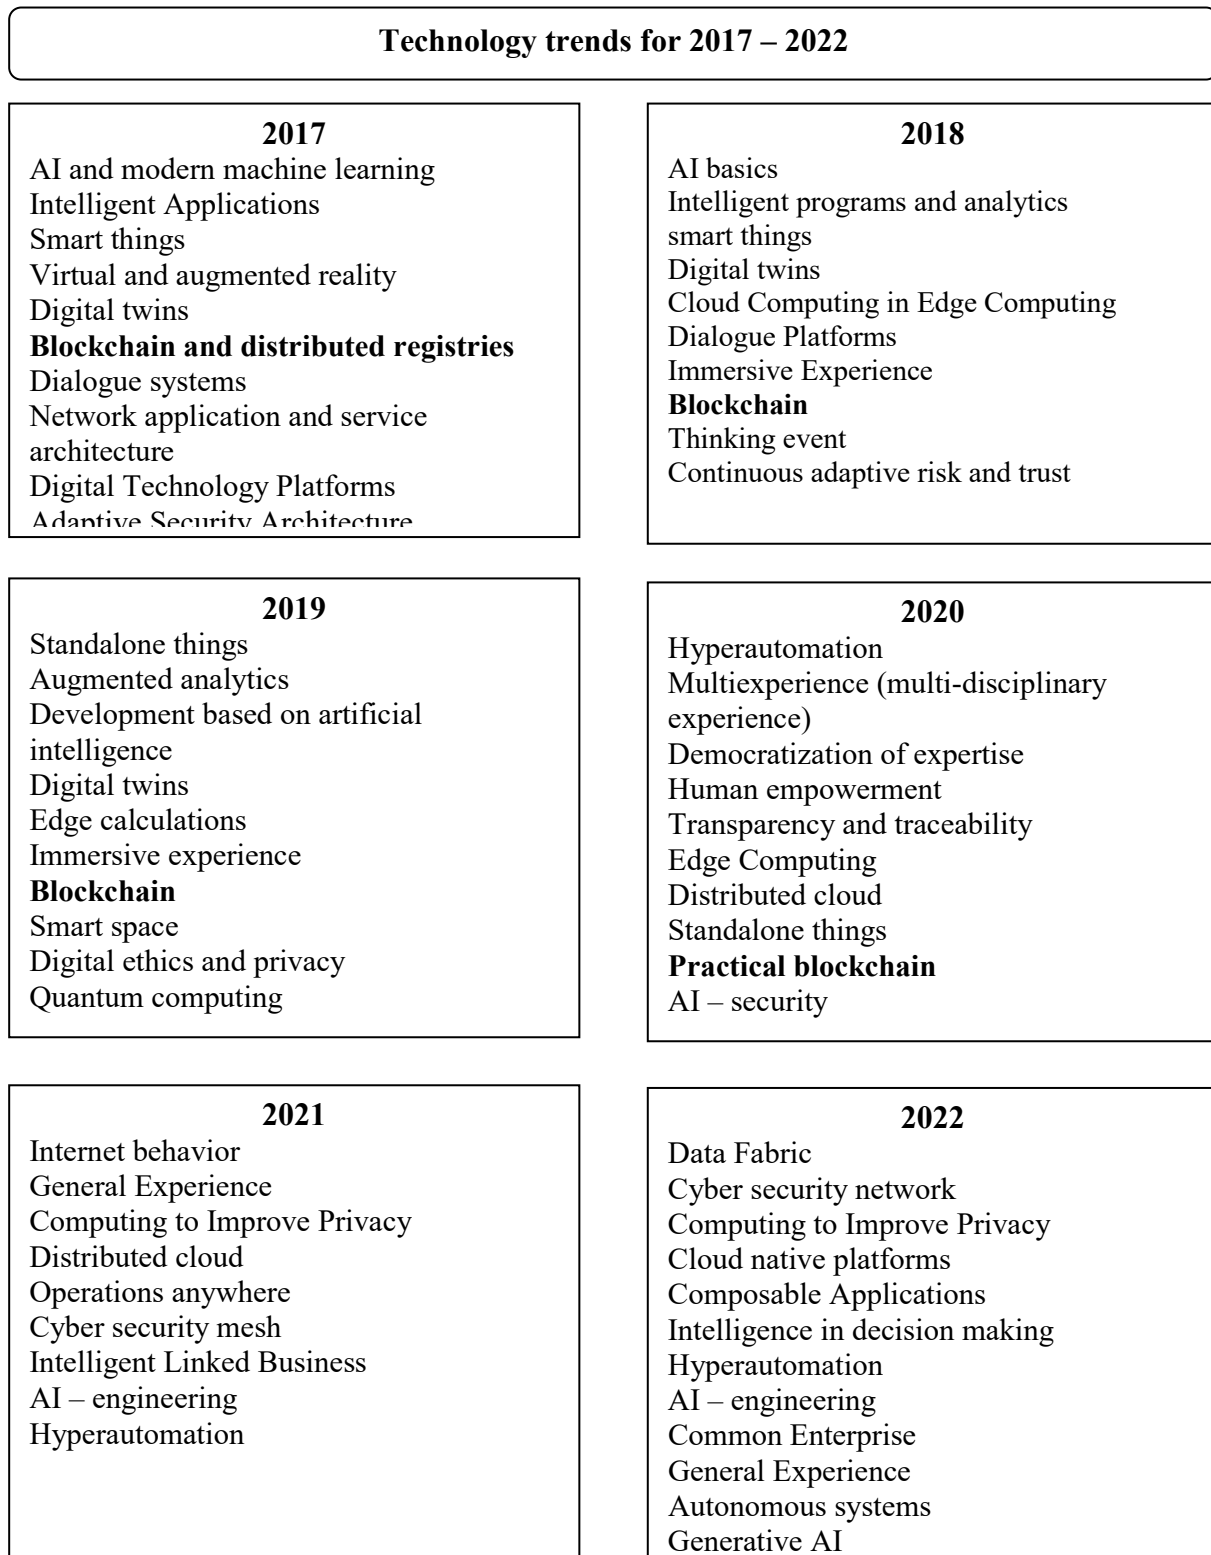 Technology trends for 2017 – 2022
2017
AI and modern machine learning
Intelligent Applications
Smart things
Virtual and augmented reality
Digital twins
Blockchain and distributed registries
Dialogue systems
Network application and service
architecture
Digital Technology Platforms
Adaptive Security Architecture
2018
AI basics
Intelligent programs and analytics
smart things
Digital twins
Cloud Computing in Edge Computing
Dialogue Platforms
Immersive Experience
Blockchain
Thinking event
Continuous adaptive risk and trust
2019
Standalone things
Augmented analytics
Development based on artificial
intelligence
Digital twins
Edge calculations
Immersive experience
Blockchain
Smart space
Digital ethics and privacy
Quantum computing
2020
Hyperautomation
Multiexperience (multi-disciplinary
experience)
Democratization of expertise
Human empowerment
Transparency and traceability
Edge Computing
Distributed cloud
Standalone things
Practical blockchain
AI – security
2021
Internet behavior
General Experience
Computing to Improve Privacy
Distributed cloud
Operations anywhere
Cyber security mesh
Intelligent Linked Business
AI – engineering
Hyperautomation
2022
Data Fabric
Cyber security network
Computing to Improve Privacy
Cloud native platforms
Composable Applications
Intelligence in decision making
Hyperautomation
AI – engineering
Common Enterprise
General Experience
Autonomous systems
Generative AI